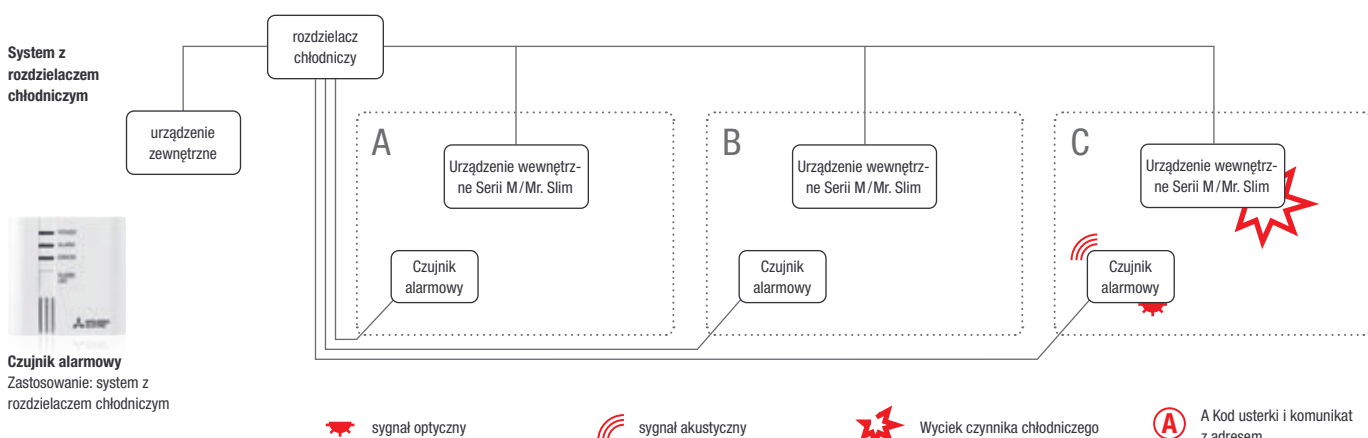 System z
rozdzielaczem
chłodniczym
rozdzielacz
chłodniczy
urządzenie
zewnętrzne
A
Urządzenie wewnętrz-
ne Serii M/Mr. Slim
Czujnik
alarmowy
B
Urządzenie wewnętrz-
ne Serii M/Mr. Slim
Czujnik
alarmowy
C
Urządzenie wewnętrz-
ne Serii M/Mr. Slim
Czujnik
alarmowy
Czujnik alarmowy
Zastosowanie: system z
rozdzielaczem chłodniczym
sygnał optyczny
sygnał akustyczny
Wyciek czynnika chłodniczego
A
A Kod usterki i komunikat
z adresem